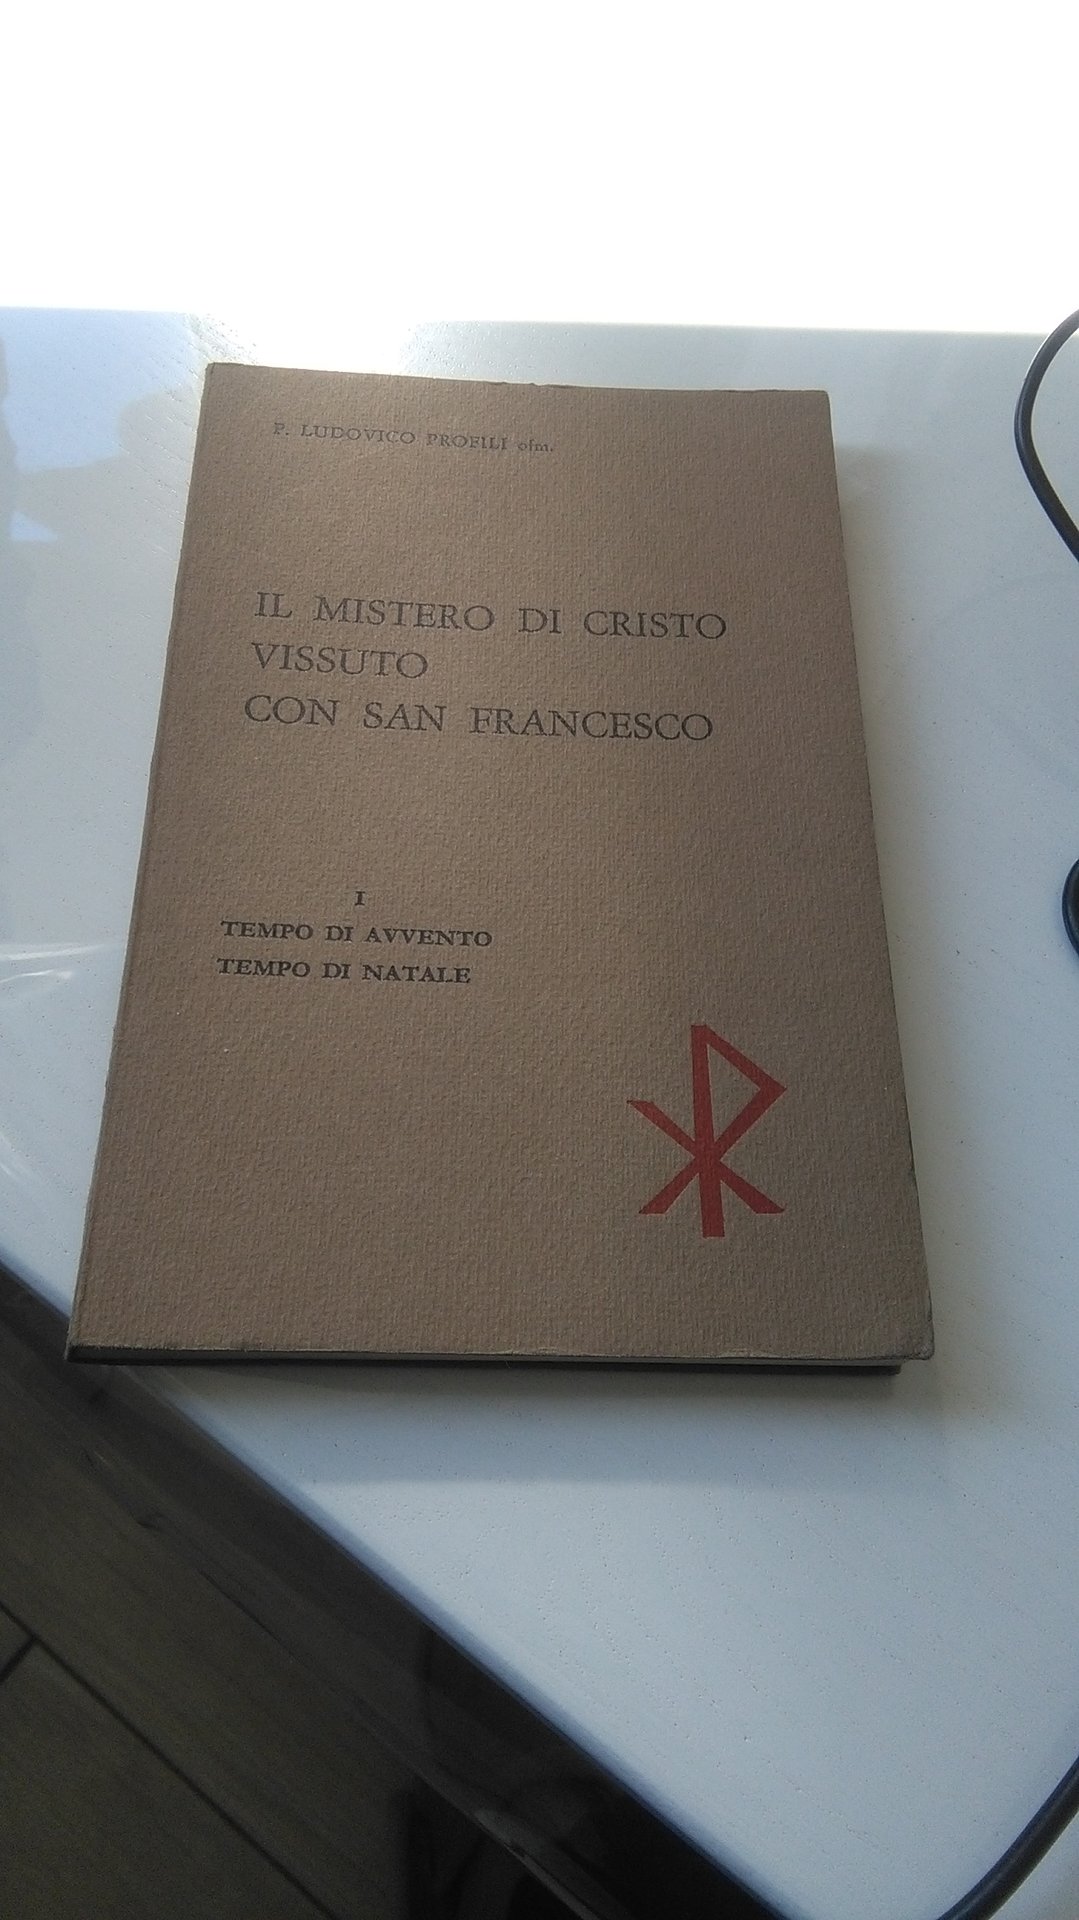 P. LUDOVICO PROFILI ofm.
IL MISTERO DI CRISTO
VISSUTO
CON SAN FRANCESCO
I
TEMPO DI AVVENTO
TEMPO DI NATALE